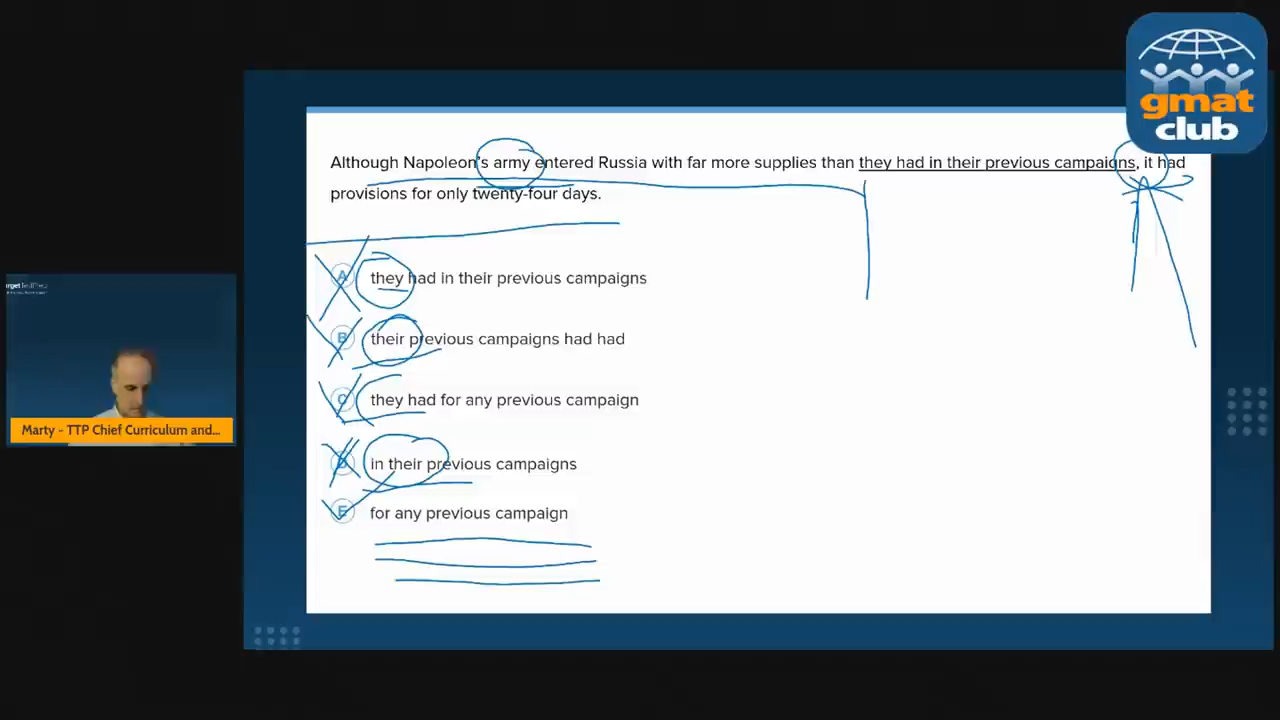 gmat
club
Although Napoleon's army entered Russia with far more supplies than they had in their previous campaigns, it had
provisions for only twenty-four days.
A they had in their previous campaigns
B their previous campaigns had had
C they had for any previous campaign
D in their previous campaigns
E for any previous campaign
Marty - TTP Chief Curriculum and...